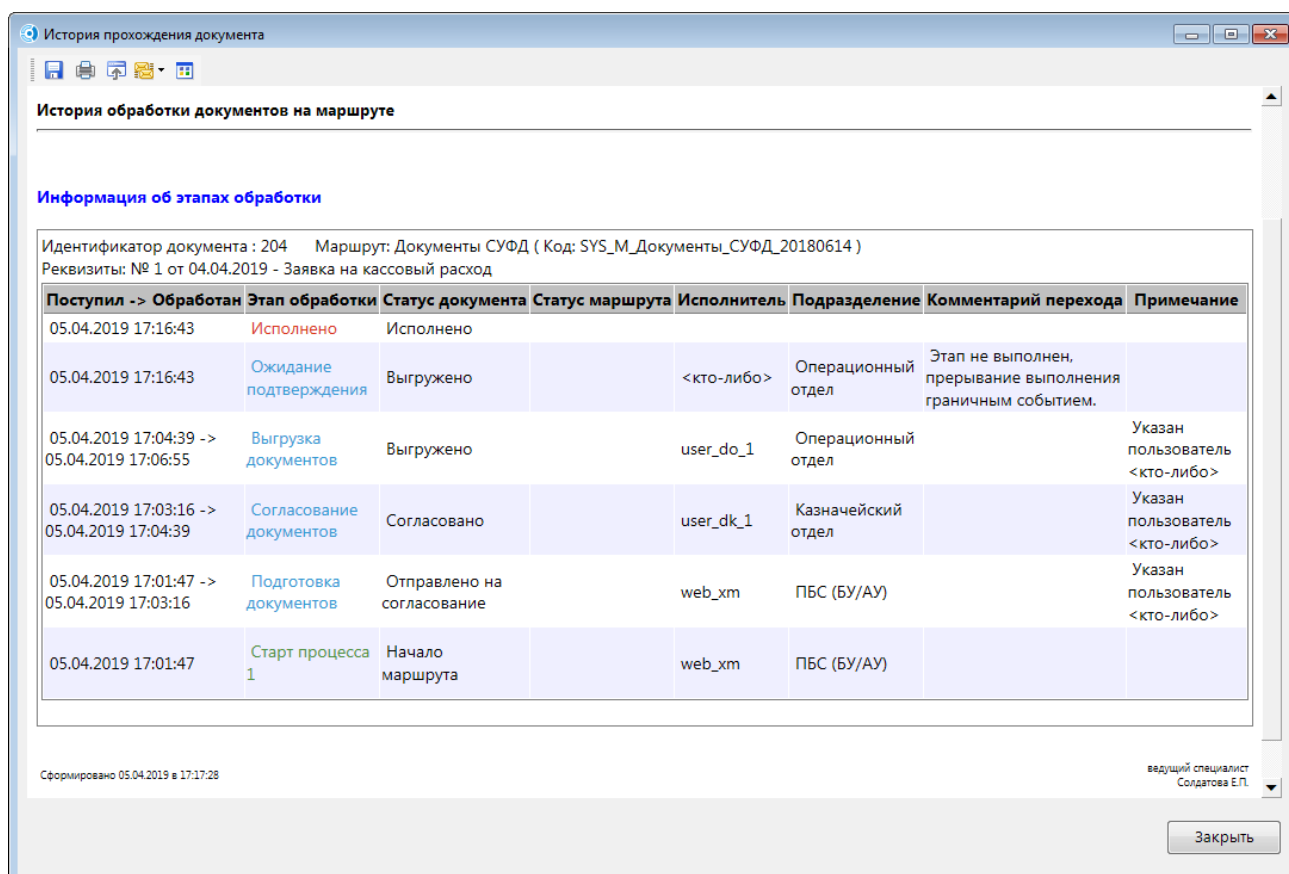 История прохождения документа
История обработки документов на маршруте
Информация об этапах обработки
Идентификатор документа : 204 Маршрут: Документы СУФД ( Код: SYS_M_Документы_СУФД_20180614 )
Реквизиты: № 1 от 04.04.2019 - Заявка на кассовый расход
Поступил -> Обработан Этап обработки Статус документа Статус маршрута Исполнитель Подразделение Комментарий перехода Примечание
05.04.2019 17:16:43 Исполнено Исполнено
05.04.2019 17:16:43
Ожидание
подтверждения
Выгружено
<кто-либо>
Операционный
отдел
Этап не выполнен,
прерывание выполнения
граничным событием.
05.04.2019 17:04:39 ->
05.04.2019 17:06:55
Выгрузка
документов
Выгружено
user_do_1
Операционный
отдел
Указан
пользователь
<кто-либо>
05.04.2019 17:03:16 ->
05.04.2019 17:04:39
Согласование
документов
Согласовано
user_dk_1
Казначейский
отдел
Указан
пользователь
<кто-либо>
05.04.2019 17:01:47 ->
05.04.2019 17:03:16
Подготовка
документов
Отправлено на
согласование
web_xm
ПБС (БУ/АУ)
Указан
пользователь
<кто-либо>
05.04.2019 17:01:47
Старт процесса
1
Начало
маршрута
web_xm
ПБС (БУ/АУ)
Сформировано 05.04.2019 в 17:17:28
ведущий специалист
Солдатова Е.П.
Закрыть